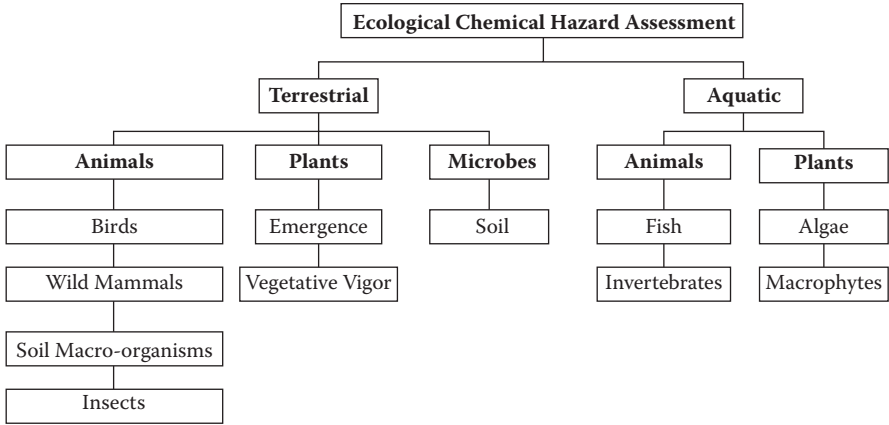 Ecological Chemical Hazard Assessment
Terrestrial
Aquatic
Animals
Plants
Microbes
Animals
Plants
Birds
Emergence
Soil
Fish
Algae
Wild Mammals
Vegetative Vigor
Invertebrates
Macrophytes
Soil Macro-organisms
Insects